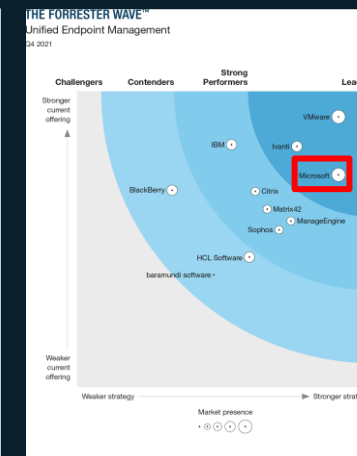 THE FORRESTER WAVE™
Unified Endpoint Management
Q4 2021
Challengers Contenders Strong Performers Lea
Stronger current offering
VMware
IBM Ivanti
Microsoft
BlackBerry Citrix
Matrix42
ManageEngine
Sophos
HCL Software
baramundi software
Weaker current offering
Weaker strategy Stronger strat
Market presence